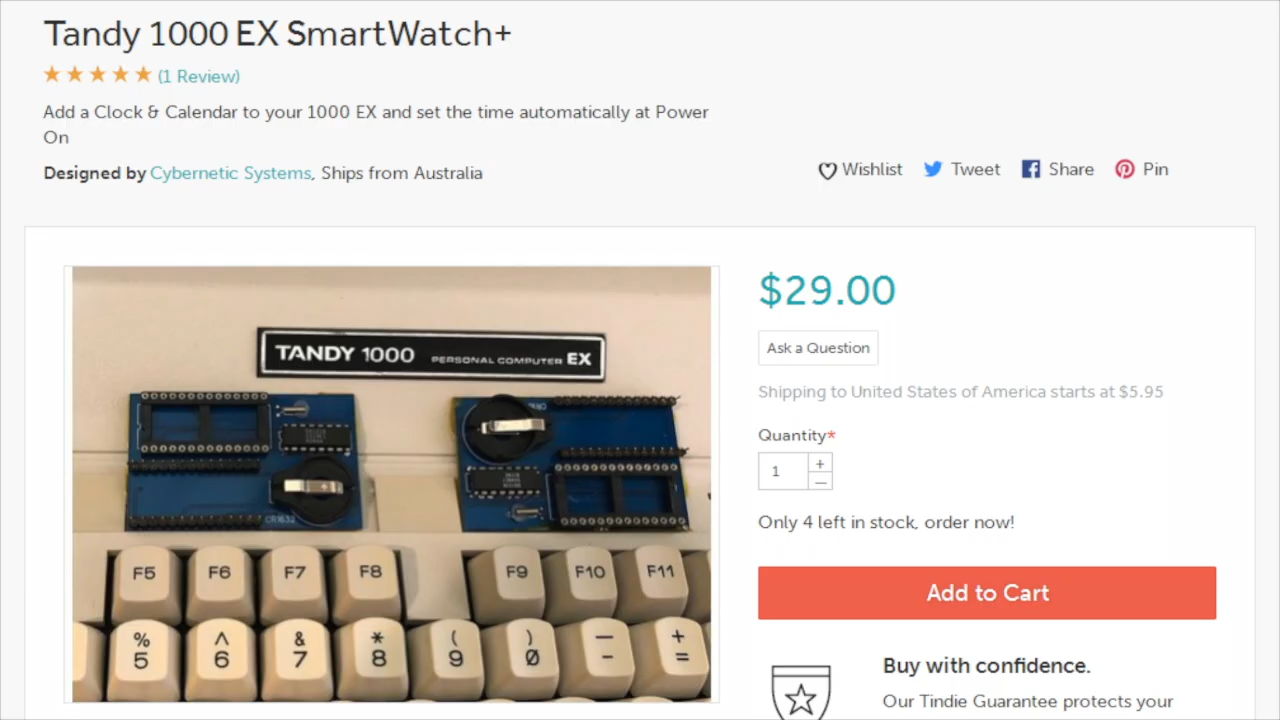 Tandy 1000 EX SmartWatch+
(1 Review)
Add a Clock & Calendar to your 1000 EX and set the time automatically at Power
On
Designed by Cybernetic Systems, Ships from Australia
Wishlist Tweet Share Pin
$29.00
Ask a Question
Shipping to United States of America starts at $5.95
Quantity*
1 + –
Only 4 left in stock, order now!
Add to Cart
Buy with confidence.
Our Tindie Guarantee protects your
TANDY 1000 PERSONAL COMPUTER EX
CR1632
F5 F6 F7 F8 F9 F10 F11
% ^ & * ( ) — +
5 6 7 8 9 0 - =